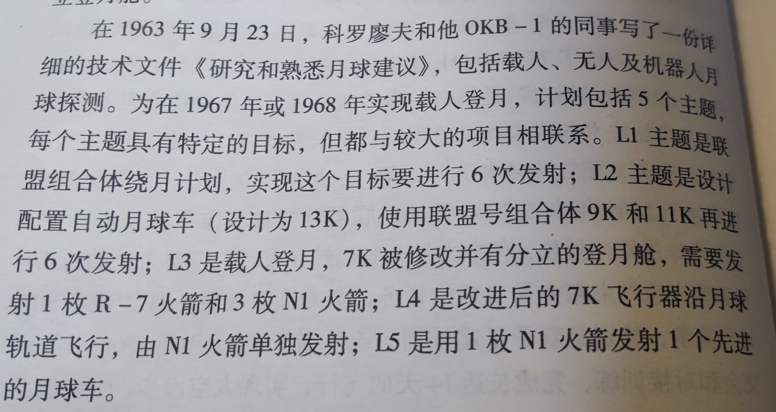 在 1963 年 9 月 23 日，科罗廖夫和他 OKB－1 的同事写了一份详
细的技术文件《研究和熟悉月球建议》，包括载人、无人及机器人月
球探测。为在 1967 年或 1968 年实现载人登月，计划包括 5 个主题，
每个主题具有特定的目标，但都与较大的项目相联系。L1 主题是联
盟组合体绕月计划，实现这个目标要进行 6 次发射；L2 主题是设计
配置自动月球车（设计为 13K），使用联盟号组合体 9K 和 11K 再进
行 6 次发射；L3 是载人登月，7K 被修改并有分立的登月舱，需要发
射 1 枚 R－7 火箭和 3 枚 N1 火箭；L4 是改进后的 7K 飞行器沿月球
轨道飞行，由 N1 火箭单独发射；L5 是用 1 枚 N1 火箭发射 1 个先进
的月球车。